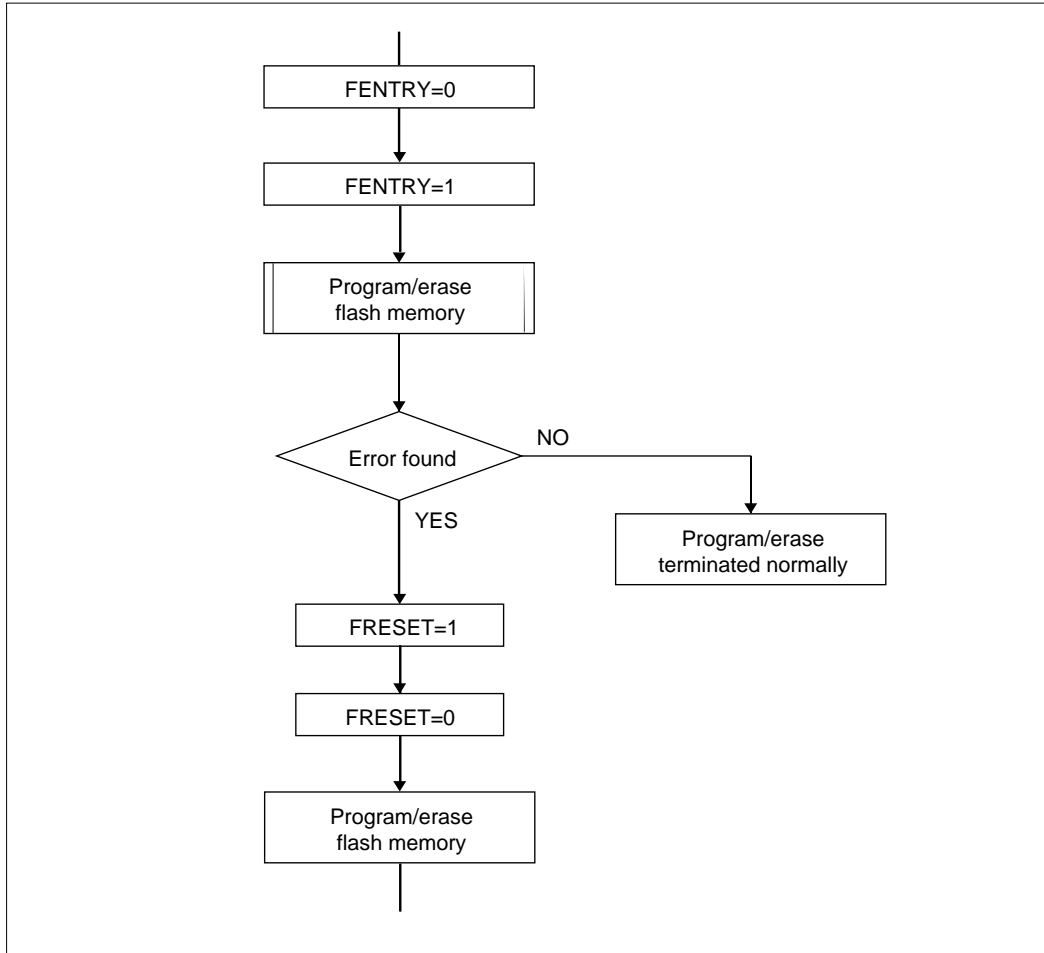 FENTRY=0
FENTRY=1
Program/erase
flash memory
Error found
NO
YES
Program/erase
terminated normally
FRESET=1
FRESET=0
Program/erase
flash memory